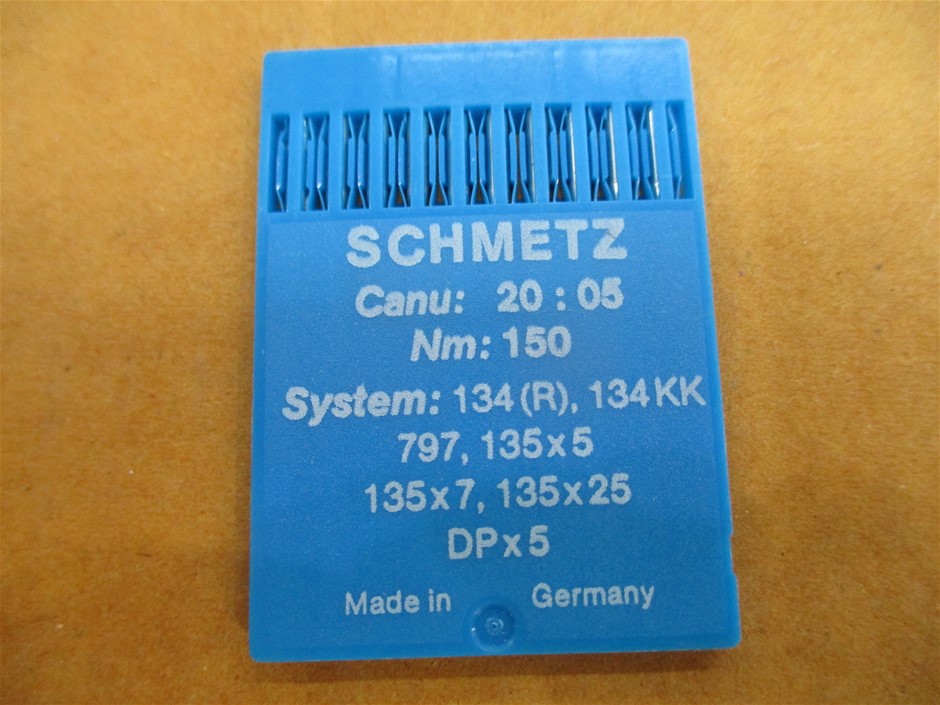 SCHMETZ
Canu: 20 : 05
Nm: 150
System: 134 (R), 134 KK
797, 135x5
135x7, 135x25
DPx5
Made in Germany